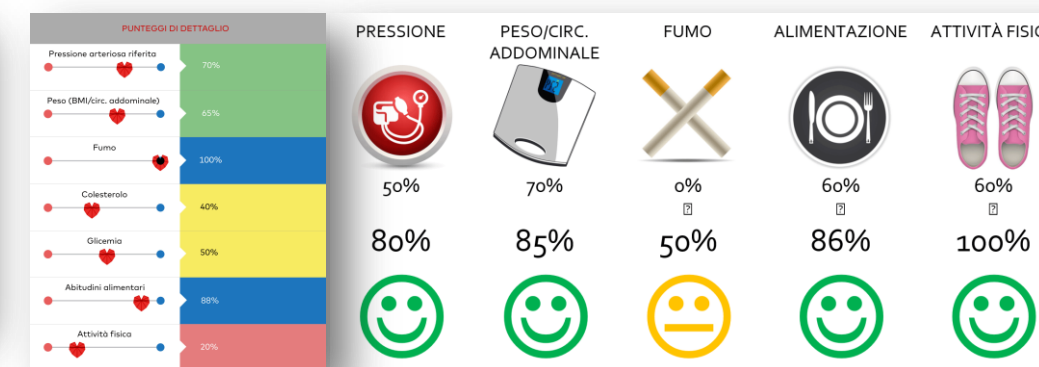 PUNTEGGI DI DETTAGLIO
Pressione arteriosa riferita
70%
Peso (BMI/circ. addominale)
65%
Fumo
100%
Colesterolo
40%
Glicemia
50%
Abitudini alimentari
88%
Attività fisica
20%
PRESSIONE
50%
80%
PESO/CIRC.
ADDOMINALE
70%
85%
FUMO
0%
50%
ALIMENTAZIONE
60%
86%
ATTIVITÀ FISIC
60%
100%